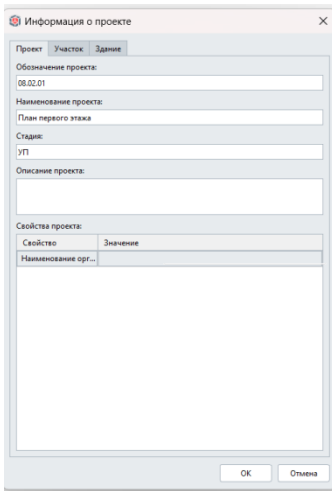 Информация о проекте
Проект Участок Здание
Обозначение проекта:
08.02.01
Наименование проекта:
План первого этажа
Стадия:
УП
Описание проекта:
Свойства проекта:
Свойство Значение
Наименование орг...
ОК Отмена